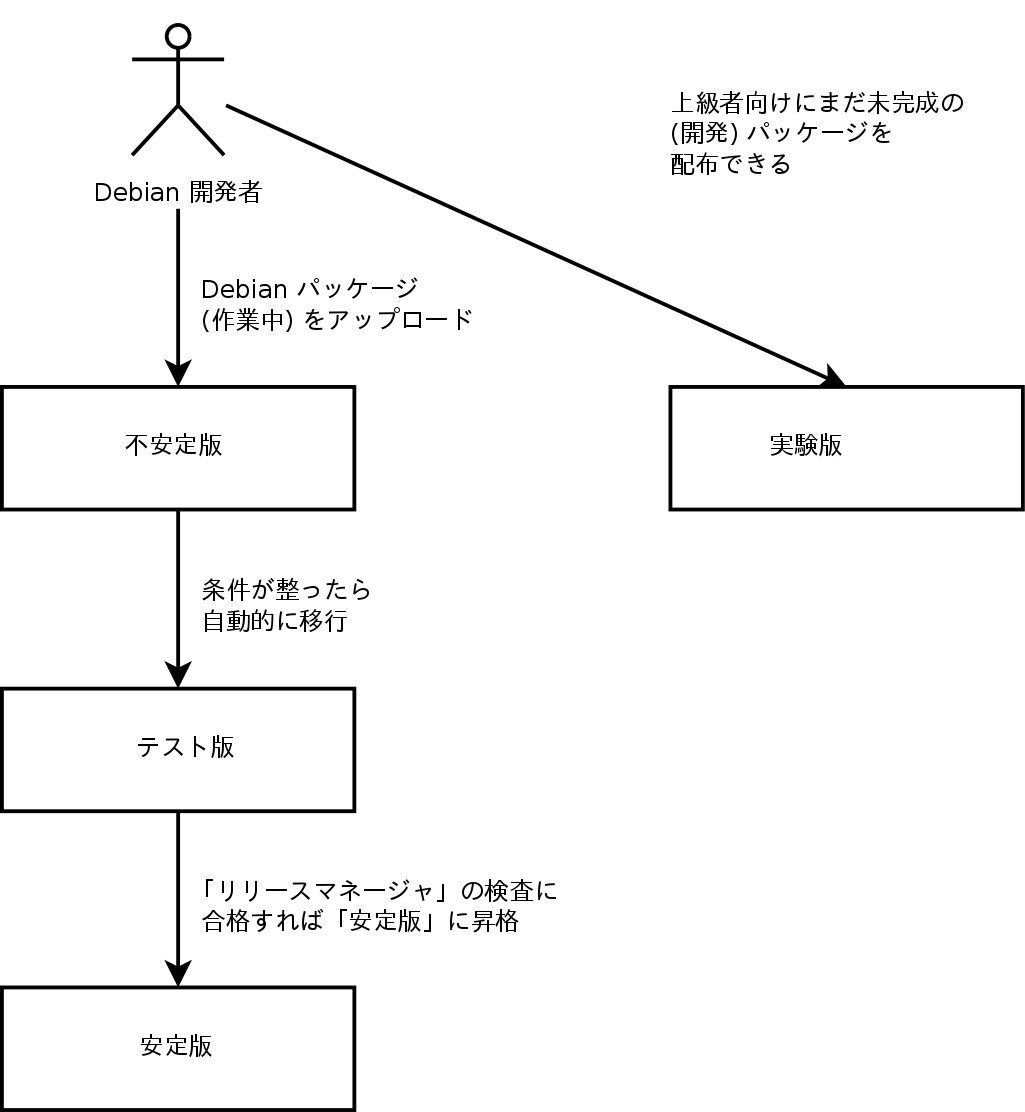 上級者向けにまだ未完成の
(開発) パッケージを
配布できる
Debian 開発者
Debian パッケージ
(作業中) をアップロード
不安定版
実験版
条件が整ったら
自動的に移行
テスト版
「リリースマネージャ」の検査に
合格すれば「安定版」に昇格
安定版